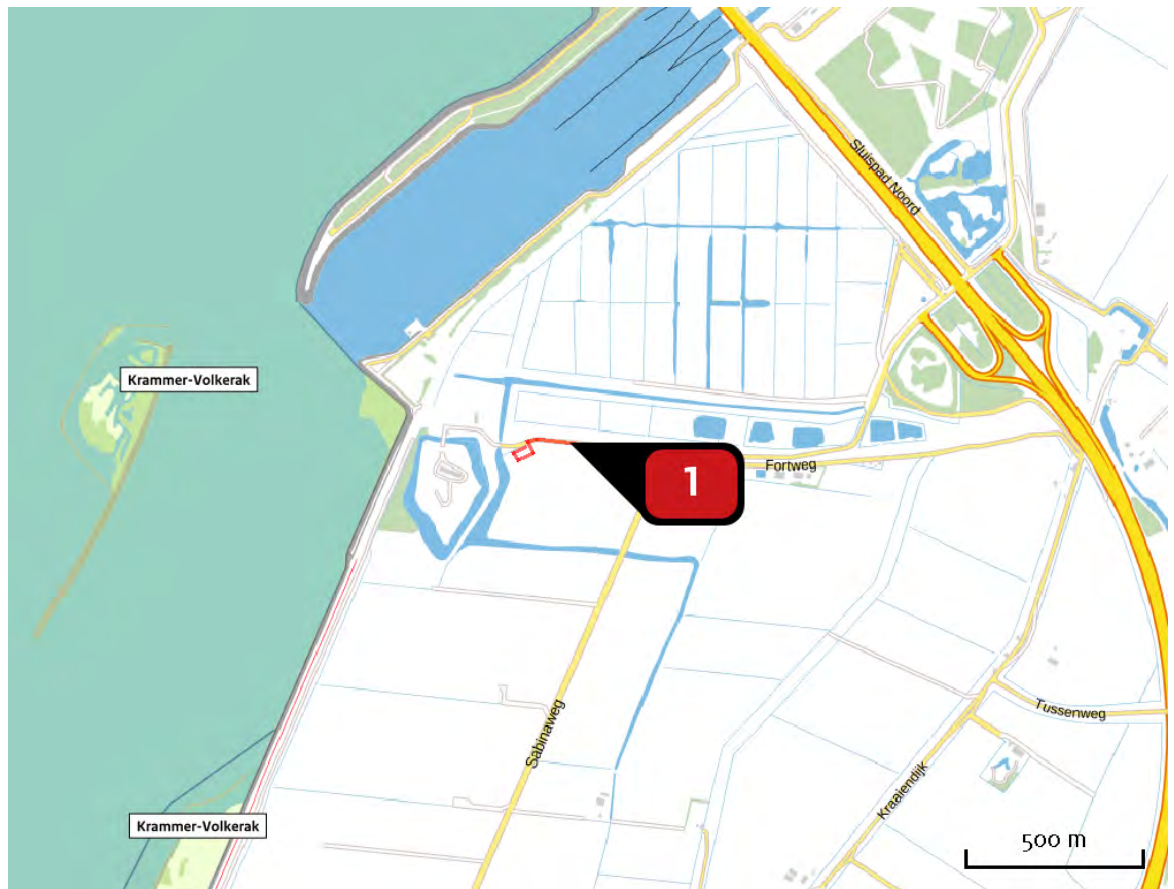 Sluispad Noord
Krammer-Volkerak
1
Fortweg
Sabinaweg
Tussenweg
Kraaiendijk
Krammer-Volkerak
500 m